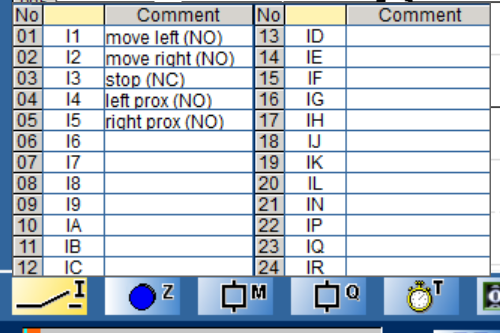 No Comment No Comment
01 I1 move left (NO) 13 ID
02 I2 move right (NO) 14 IE
03 I3 stop (NC) 15 IF
04 I4 left prox (NO) 16 IG
05 I5 right prox (NO) 17 IH
06 I6 18 IJ
07 I7 19 IK
08 I8 20 IL
09 I9 21 IN
10 IA 22 IP
11 IB 23 IQ
12 IC 24 IR
I Z M Q T